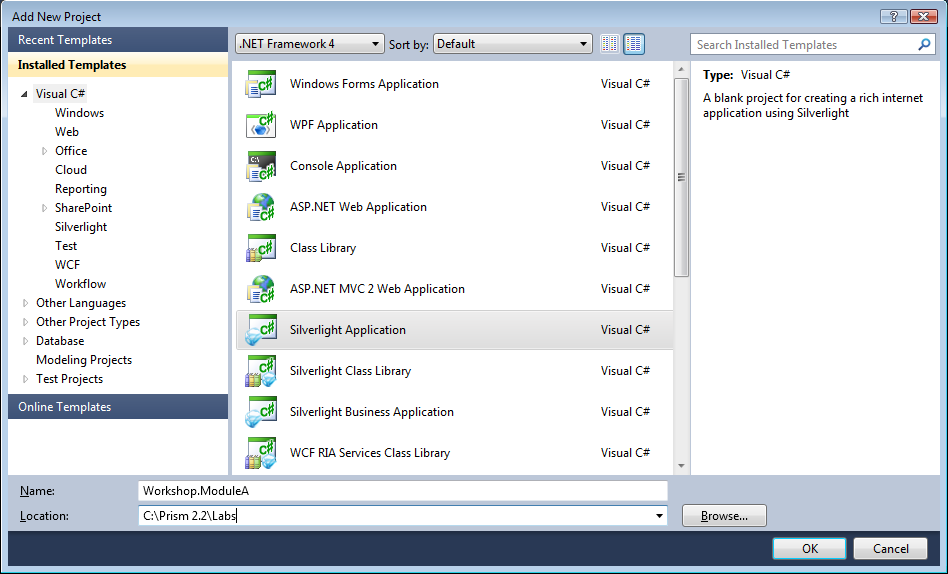 Add New Project
Recent Templates
Installed Templates
Visual C#
Windows
Web
Office
Cloud
Reporting
SharePoint
Silverlight
Test
WCF
Workflow
Other Languages
Other Project Types
Database
Modeling Projects
Test Projects
Online Templates
.NET Framework 4 Sort by: Default
Windows Forms Application Visual C#
WPF Application Visual C#
Console Application Visual C#
ASP.NET Web Application Visual C#
Class Library Visual C#
ASP.NET MVC 2 Web Application Visual C#
Silverlight Application Visual C#
Silverlight Class Library Visual C#
Silverlight Business Application Visual C#
WCF RIA Services Class Library Visual C#
Search Installed Templates
Type: Visual C#
A blank project for creating a rich internet
application using Silverlight
Name: Workshop.ModuleA
Location: C:\Prism 2.2\Labs Browse...
OK Cancel